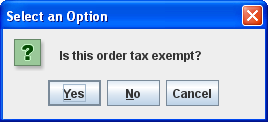 Select an Option
Is this order tax exempt?
Yes No Cancel